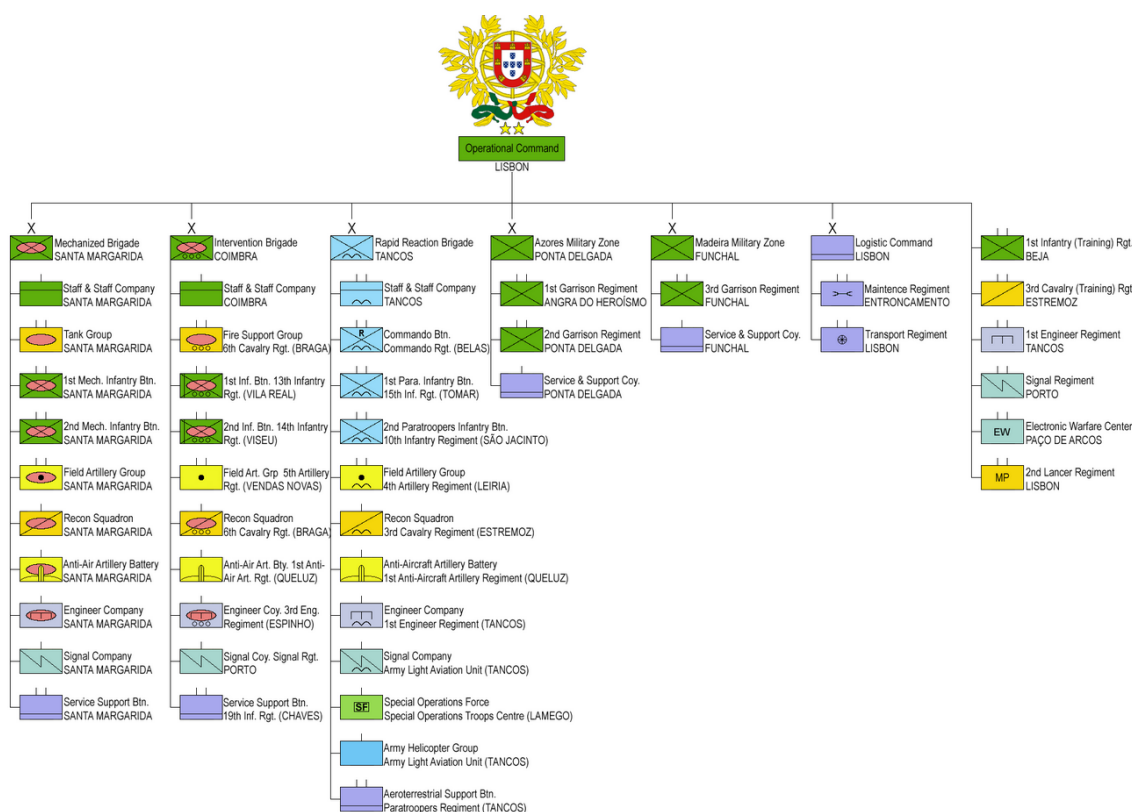 Operational Command
LISBON
X
Mechanized Brigade
SANTA MARGARIDA
Staff & Staff Company
SANTA MARGARIDA
Tank Group
SANTA MARGARIDA
1st Mech. Infantry Btn.
SANTA MARGARIDA
2nd Mech. Infantry Btn.
SANTA MARGARIDA
Field Artillery Group
SANTA MARGARIDA
Recon Squadron
SANTA MARGARIDA
Anti-Air Artillery Battery
SANTA MARGARIDA
Engineer Company
SANTA MARGARIDA
Signal Company
SANTA MARGARIDA
Service Support Btn.
SANTA MARGARIDA
X
Intervention Brigade
COIMBRA
Staff & Staff Company
COIMBRA
Fire Support Group
6th Cavalry Rgt. (BRAGA)
1st Inf. Btn. 13th Infantry
Rgt. (VILA REAL)
2nd Inf. Btn. 14th Infantry
Rgt. (VISEU)
Field Art. Grp 5th Artillery
Rgt. (VENDAS NOVAS)
Recon Squadron
6th Cavalry Rgt. (BRAGA)
Anti-Air Art. Bty. 1st Anti-
Air Art. Rgt. (QUELUZ)
Engineer Coy. 3rd Eng.
Regiment (ESPINHO)
Signal Coy. Signal Rgt.
PORTO
Service Support Btn.
19th Inf. Rgt. (CHAVES)
X
Rapid Reaction Brigade
TANCOS
Staff & Staff Company
TANCOS
R
Commando Btn.
Commando Rgt. (BELAS)
1st Para. Infantry Btn.
15th Inf. Rgt. (TOMAR)
2nd Paratroopers Infantry Btn.
10th Infantry Regiment (SÃO JACINTO)
Field Artillery Group
4th Artillery Regiment (LEIRIA)
Recon Squadron
3rd Cavalry Regiment (ESTREMOZ)
Anti-Aircraft Artillery Battery
1st Anti-Aircraft Artillery Regiment (QUELUZ)
Engineer Company
1st Engineer Regiment (TANCOS)
Signal Company
Army Light Aviation Unit (TANCOS)
SF
Special Operations Force
Special Operations Troops Centre (LAMEGO)
Army Helicopter Group
Army Light Aviation Unit (TANCOS)
Aeroterrestrial Support Btn.
Paratroopers Regiment (TANCOS)
X
Azores Military Zone
PONTA DELGADA
1st Garrison Regiment
ANGRA DO HEROÍSMO
2nd Garrison Regiment
PONTA DELGADA
Service & Support Coy.
PONTA DELGADA
X
Madeira Military Zone
FUNCHAL
3rd Garrison Regiment
FUNCHAL
Service & Support Coy.
FUNCHAL
X
Logistic Command
LISBON
Maintence Regiment
ENTRONCAMENTO
Transport Regiment
LISBON
1st Infantry (Training) Rgt.
BEJA
3rd Cavalry (Training) Rgt.
ESTREMOZ
1st Engineer Regiment
TANCOS
Signal Regiment
PORTO
EW
Electronic Warfare Center
PAÇO DE ARCOS
MP
2nd Lancer Regiment
LISBON